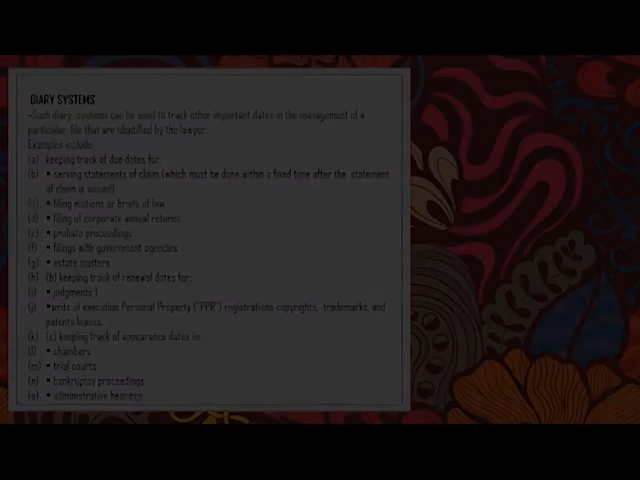 DIARY SYSTEMS
-Such diary systems can be used to track other important dates in the management of a
particular file that are identified by the lawyer.
Examples include:
(a) keeping track of due dates for:
(b) • serving statements of claim (which must be done within a fixed time after the statement
of claim is issued)
(c) • filing motions or briefs of law
(d) • filing of corporate annual returns
(e) • probate proceedings
(f) • filings with government agencies
(g) • estate matters
(h) (b) keeping track of renewal dates for:
(i) • judgments )
(j) •writs of execution Personal Property ("PPR") registrations copyrights, trademarks, and
patents leases.
(k) (c) keeping track of appearance dates in:
(l) • chambers
(m) • trial courts
(n) • bankruptcy proceedings
(o) • administrative hearings